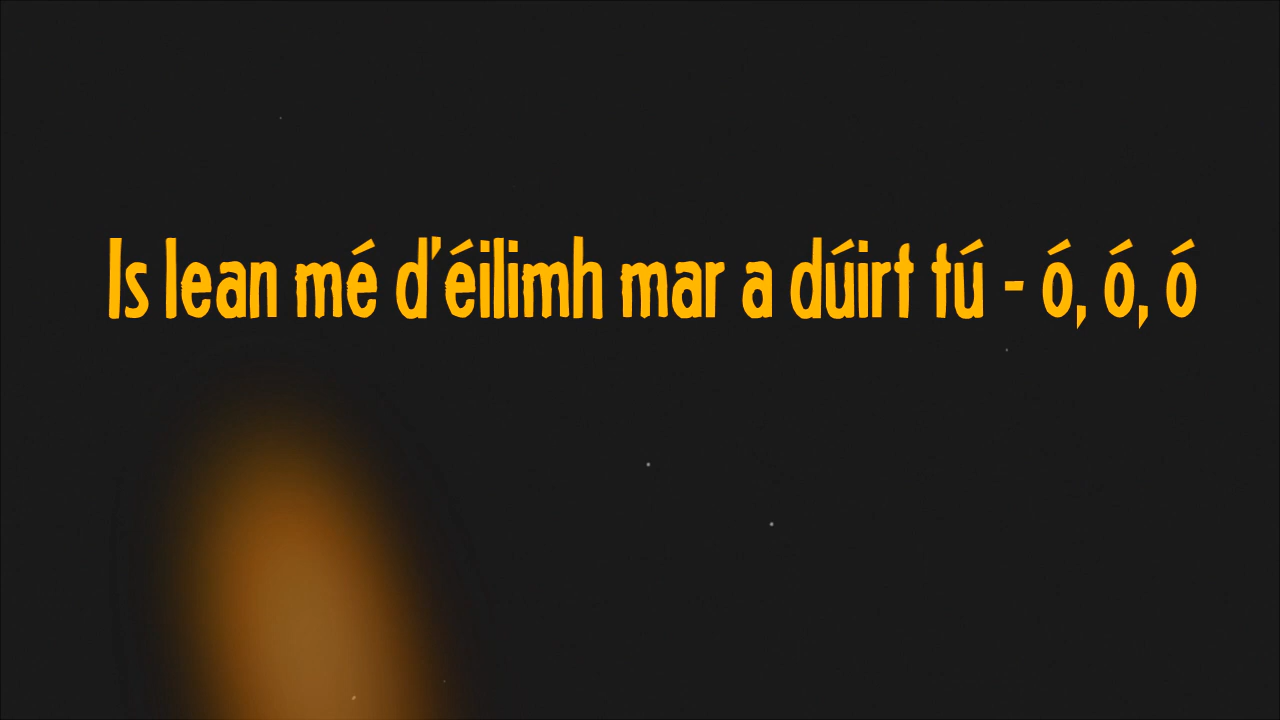 Is lean mé d'éilimh mar a dúirt tú - ó, ó, ó